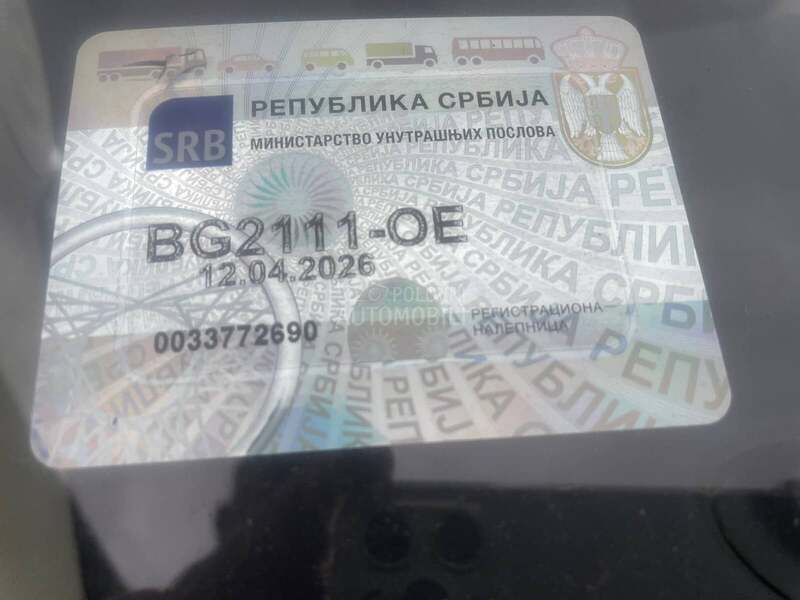 SRB
РЕПУБЛИКА СРБИЈА
МИНИСТАРСТВО УНУТРАШЊИХ ПОСЛОВА
BG2111-OE
12.04.2026
0033772690
РЕГИСТРАЦИОНА
НАЛЕПНИЦА